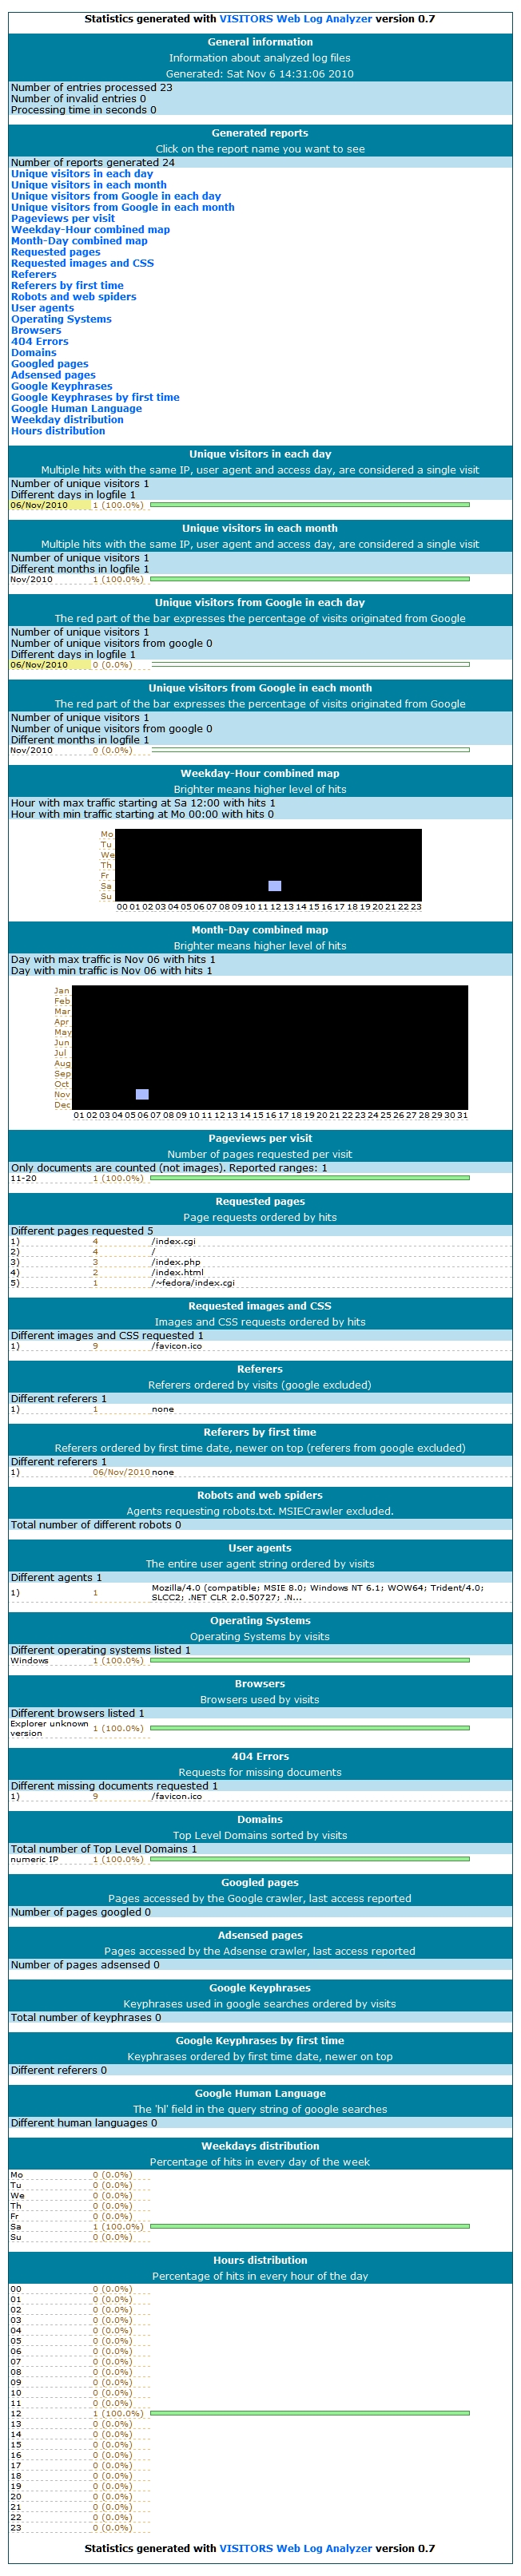 Statistics generated with VISITORS Web Log Analyzer version 0.7
General information
Information about analyzed log files
Generated: Sat Nov 6 14:31:06 2010
Number of entries processed 23
Number of invalid entries 0
Processing time in seconds 0
Generated reports
Click on the report name you want to see
Number of reports generated 24
Unique visitors in each day
Unique visitors in each month
Unique visitors from Google in each day
Unique visitors from Google in each month
Pageviews per visit
Weekday-Hour combined map
Month-Day combined map
Requested pages
Requested images and CSS
Referers
Referers by first time
Robots and web spiders
User agents
Operating Systems
Browsers
404 Errors
Domains
Googled pages
Adsensed pages
Google Keyphrases
Google Keyphrases by first time
Google Human Language
Weekday distribution
Hours distribution
Unique visitors in each day
Multiple hits with the same IP, user agent and access day, are considered a single visit
Number of unique visitors 1
Different days in logfile 1
06/Nov/2010 1 (100.0%)
Unique visitors in each month
Multiple hits with the same IP, user agent and access day, are considered a single visit
Number of unique visitors 1
Different months in logfile 1
Nov/2010 1 (100.0%)
Unique visitors from Google in each day
The red part of the bar expresses the percentage of visits originated from Google
Number of unique visitors 1
Number of unique visitors from google 0
Different days in logfile 1
06/Nov/2010 0 (0.0%)
Unique visitors from Google in each month
The red part of the bar expresses the percentage of visits originated from Google
Number of unique visitors 1
Number of unique visitors from google 0
Different months in logfile 1
Nov/2010 0 (0.0%)
Weekday-Hour combined map
Brighter means higher level of hits
Hour with max traffic starting at Sa 12:00 with hits 1
Hour with min traffic starting at Mo 00:00 with hits 0
Mo
Tu
We
Th
Fr
Sa
Su
00 01 02 03 04 05 06 07 08 09 10 11 12 13 14 15 16 17 18 19 20 21 22 23
Month-Day combined map
Brighter means higher level of hits
Day with max traffic is Nov 06 with hits 1
Day with min traffic is Nov 06 with hits 1
Jan
Feb
Mar
Apr
May
Jun
Jul
Aug
Sep
Oct
Nov
Dec
01 02 03 04 05 06 07 08 09 10 11 12 13 14 15 16 17 18 19 20 21 22 23 24 25 26 27 28 29 30 31
Pageviews per visit
Number of pages requested per visit
Only documents are counted (not images). Reported ranges: 1
11-20 1 (100.0%)
Requested pages
Page requests ordered by hits
Different pages requested 5
1) 4 /index.cgi
2) 4 /
3) 3 /index.php
4) 2 /index.html
5) 1 /~fedora/index.cgi
Requested images and CSS
Images and CSS requests ordered by hits
Different images and CSS requested 1
1) 9 /favicon.ico
Referers
Referers ordered by visits (google excluded)
Different referers 1
1) 1 none
Referers by first time
Referers ordered by first time date, newer on top (referers from google excluded)
Different referers 1
1) 06/Nov/2010 none
Robots and web spiders
Agents requesting robots.txt. MSIECrawler excluded.
Total number of different robots 0
User agents
The entire user agent string ordered by visits
Different agents 1
1) 1 Mozilla/4.0 (compatible; MSIE 8.0; Windows NT 6.1; WOW64; Trident/4.0;
SLCC2; .NET CLR 2.0.50727; .N...
Operating Systems
Operating Systems by visits
Different operating systems listed 1
Windows 1 (100.0%)
Browsers
Browsers used by visits
Different browsers listed 1
Explorer unknown
version 1 (100.0%)
404 Errors
Requests for missing documents
Different missing documents requested 1
1) 9 /favicon.ico
Domains
Top Level Domains sorted by visits
Total number of Top Level Domains 1
numeric IP 1 (100.0%)
Googled pages
Pages accessed by the Google crawler, last access reported
Number of pages googled 0
Adsensed pages
Pages accessed by the Adsense crawler, last access reported
Number of pages adsensed 0
Google Keyphrases
Keyphrases used in google searches ordered by visits
Total number of keyphrases 0
Google Keyphrases by first time
Keyphrases ordered by first time date, newer on top
Different referers 0
Google Human Language
The 'hl' field in the query string of google searches
Different human languages 0
Weekdays distribution
Percentage of hits in every day of the week
Mo 0 (0.0%)
Tu 0 (0.0%)
We 0 (0.0%)
Th 0 (0.0%)
Fr 0 (0.0%)
Sa 1 (100.0%)
Su 0 (0.0%)
Hours distribution
Percentage of hits in every hour of the day
00 0 (0.0%)
01 0 (0.0%)
02 0 (0.0%)
03 0 (0.0%)
04 0 (0.0%)
05 0 (0.0%)
06 0 (0.0%)
07 0 (0.0%)
08 0 (0.0%)
09 0 (0.0%)
10 0 (0.0%)
11 0 (0.0%)
12 1 (100.0%)
13 0 (0.0%)
14 0 (0.0%)
15 0 (0.0%)
16 0 (0.0%)
17 0 (0.0%)
18 0 (0.0%)
19 0 (0.0%)
20 0 (0.0%)
21 0 (0.0%)
22 0 (0.0%)
23 0 (0.0%)
Statistics generated with VISITORS Web Log Analyzer version 0.7